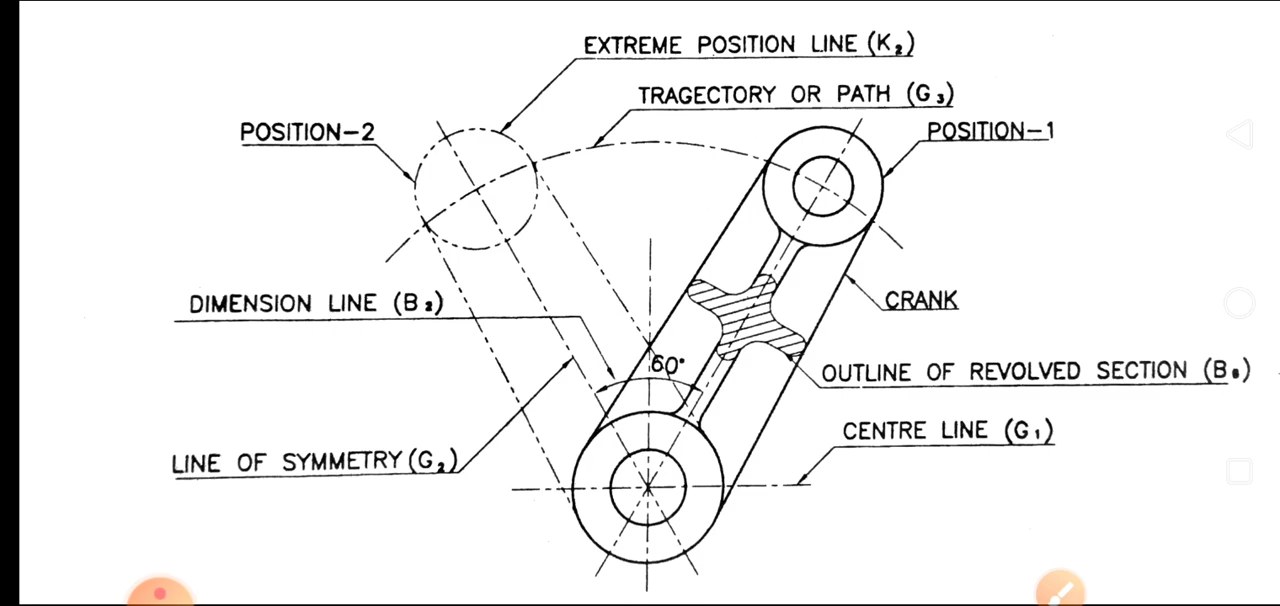 EXTREME POSITION LINE (K₂)
TRAGECTORY OR PATH (G₃)
POSITION-2
POSITION-1
DIMENSION LINE (B₂)
CRANK
60°
OUTLINE OF REVOLVED SECTION (B₅)
CENTRE LINE (G₁)
LINE OF SYMMETRY (G₂)